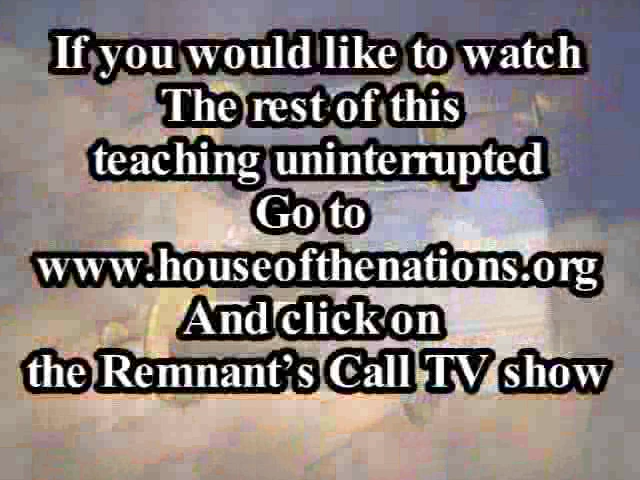 If you would like to watch
The rest of this
teaching uninterrupted
Go to
www.houseofthenations.org
And click on
the Remnant's Call TV show